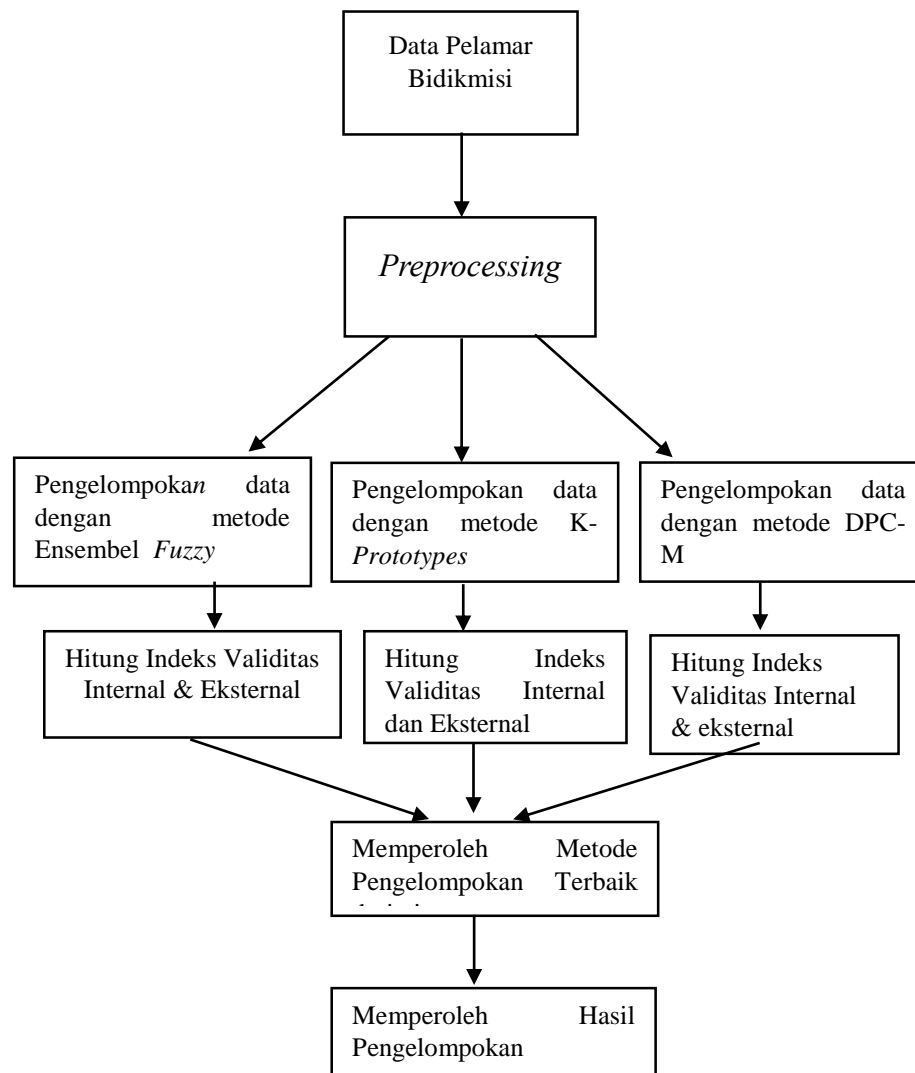 Data Pelamar
Bidikmisi
Preprocessing
Pengelompokan data
dengan metode
Ensembel Fuzzy
Pengelompokan data
dengan metode K-
Prototypes
Pengelompokan data
dengan metode DPC-
M
Hitung Indeks Validitas
Internal & Eksternal
Hitung Indeks
Validitas Internal
dan Eksternal
Hitung Indeks
Validitas Internal
& eksternal
Memperoleh Metode
Pengelompokan Terbaik
Memperoleh Hasil
Pengelompokan